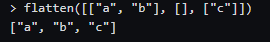 > flatten([["a", "b"], [], ["c"]])
["a", "b", "c"]